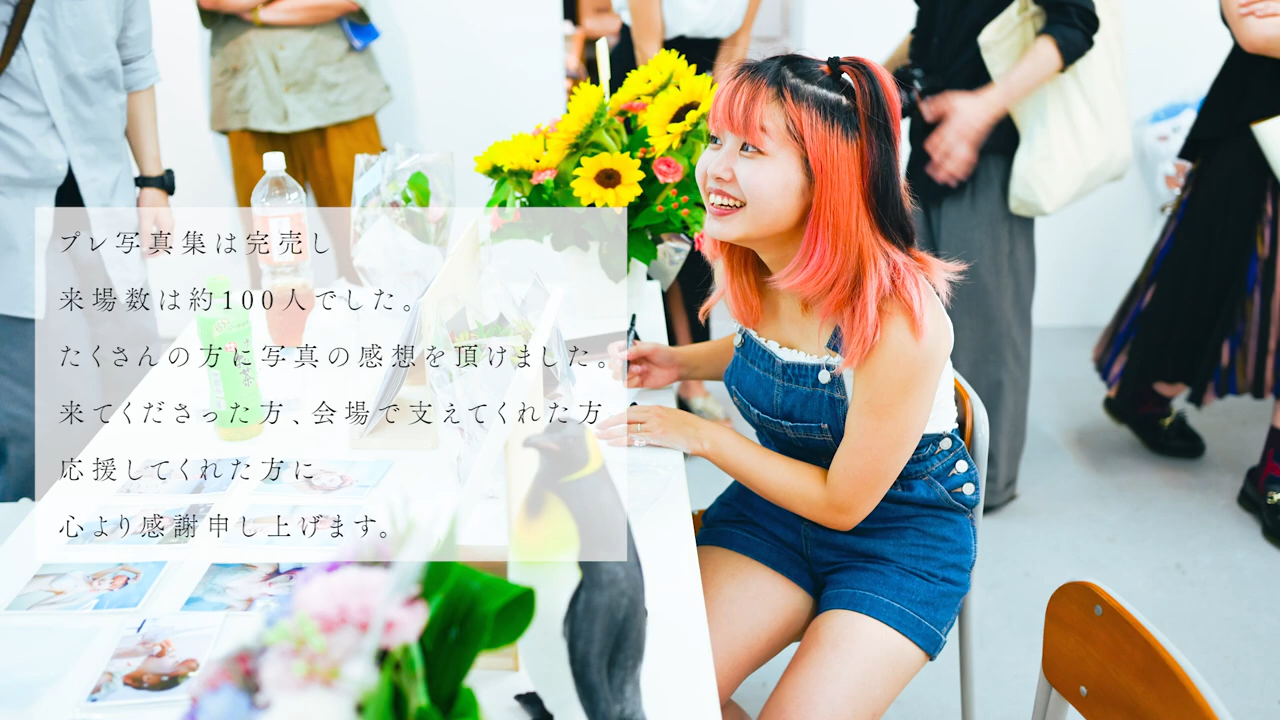 プレ写真集は完売し
来場数は約100人でした。
たくさんの方に写真の感想を頂けました。
来てくださった方、会場で支えてくれた方
応援してくれた方に
心より感謝申し上げます。